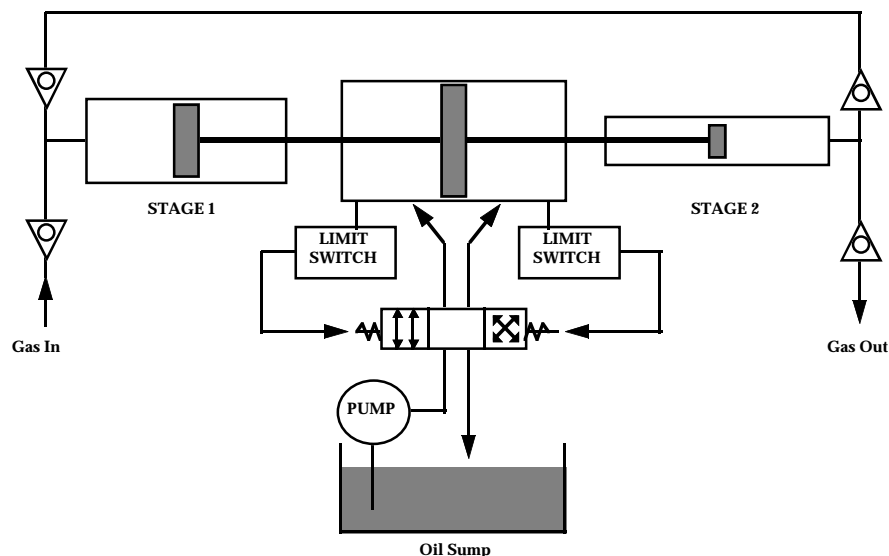 STAGE 1
STAGE 2
LIMIT
SWITCH
LIMIT
SWITCH
Gas In
Gas Out
PUMP
Oil Sump